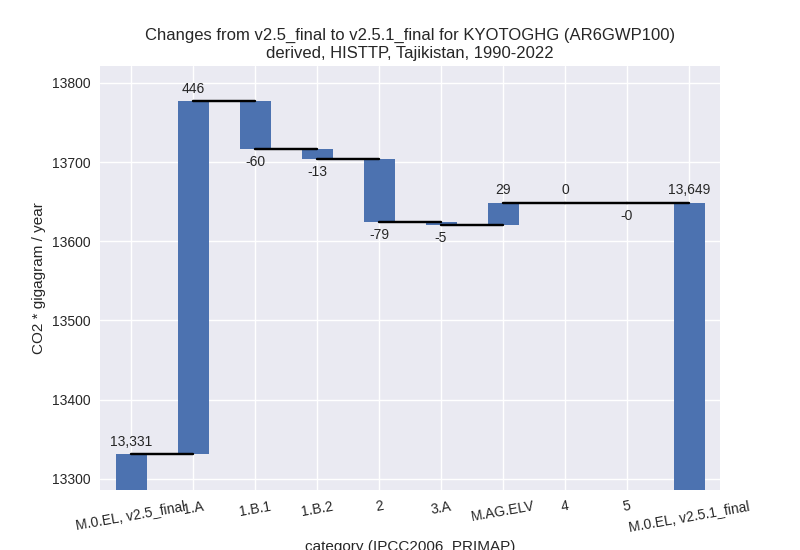 Changes from v2.5_final to v2.5.1_final for KYOTOGHG (AR6GWP100)
derived, HISTTP, Tajikistan, 1990-2022
13800
13700
13600
13500
13400
13300
CO2 * gigagram / year
13,331
446
-60
-13
-79
-5
29
0
-0
13,649
M.0.EL, v2.5_final
1.A
1.B.1
1.B.2
2
3.A
M.AG.ELV
4
5
M.0.EL, v2.5.1_final
category (IPCC2006_PRIMAP)